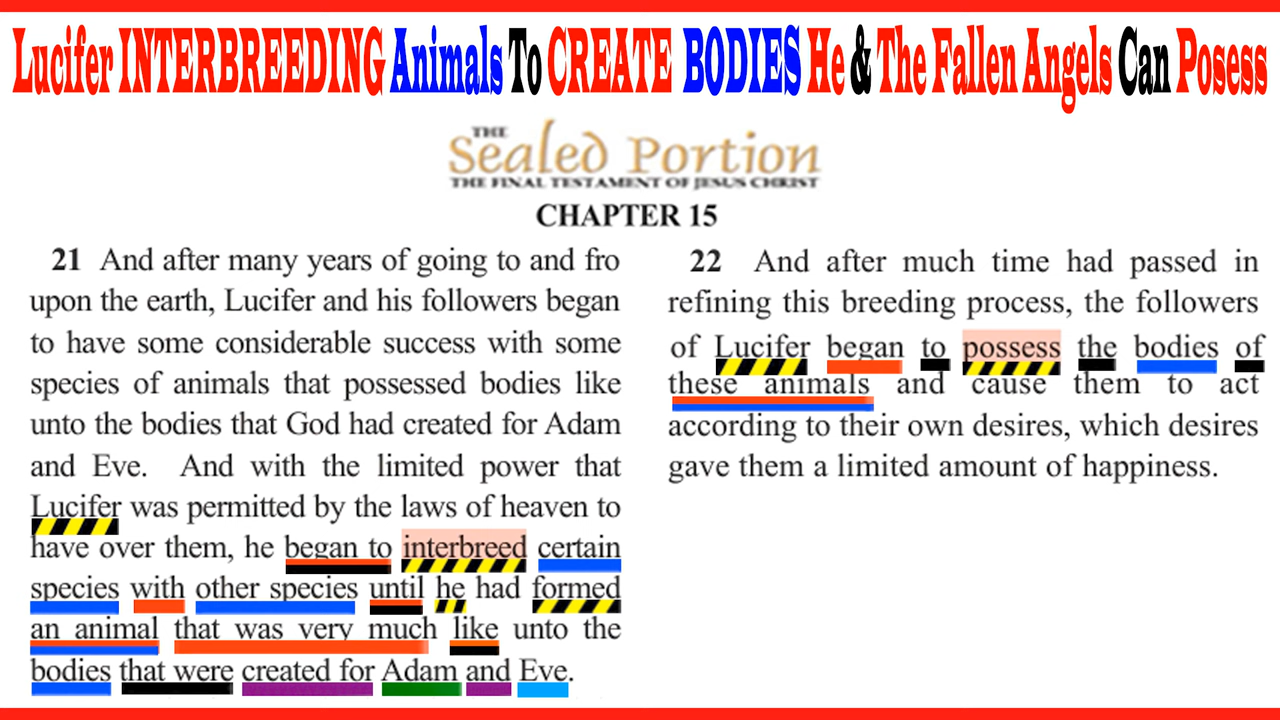 Lucifer INTERBREEDING Animals To CREATE BODIES He & The Fallen Angels Can Posess
THE
Sealed Portion
THE FINAL TESTAMENT OF JESUS CHRIST
CHAPTER 15
21 And after many years of going to and fro
upon the earth, Lucifer and his followers began
to have some considerable success with some
species of animals that possessed bodies like
unto the bodies that God had created for Adam
and Eve. And with the limited power that
Lucifer was permitted by the laws of heaven to
have over them, he began to interbreed certain
species with other species until he had formed
an animal that was very much like unto the
bodies that were created for Adam and Eve.
22 And after much time had passed in
refining this breeding process, the followers
of Lucifer began to possess the bodies of
these animals and cause them to act
according to their own desires, which desires
gave them a limited amount of happiness.